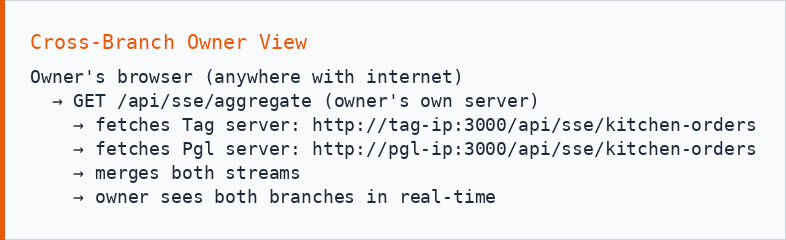 Cross-Branch Owner View
Owner's browser (anywhere with internet)
→ GET /api/sse/aggregate (owner's own server)
→ fetches Tag server: http://tag-ip:3000/api/sse/kitchen-orders
→ fetches Pgl server: http://pgl-ip:3000/api/sse/kitchen-orders
→ merges both streams
→ owner sees both branches in real-time